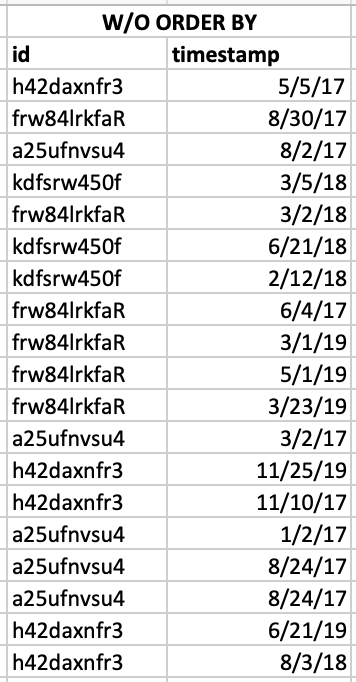 W/O ORDER BY
id timestamp
h42daxnfr3 5/5/17
frw84lrkfaR 8/30/17
a25ufnvsu4 8/2/17
kdfsrw450f 3/5/18
frw84lrkfaR 3/2/18
kdfsrw450f 6/21/18
kdfsrw450f 2/12/18
frw84lrkfaR 6/4/17
frw84lrkfaR 3/1/19
frw84lrkfaR 5/1/19
frw84lrkfaR 3/23/19
a25ufnvsu4 3/2/17
h42daxnfr3 11/25/19
h42daxnfr3 11/10/17
a25ufnvsu4 1/2/17
a25ufnvsu4 8/24/17
a25ufnvsu4 8/24/17
h42daxnfr3 6/21/19
h42daxnfr3 8/3/18